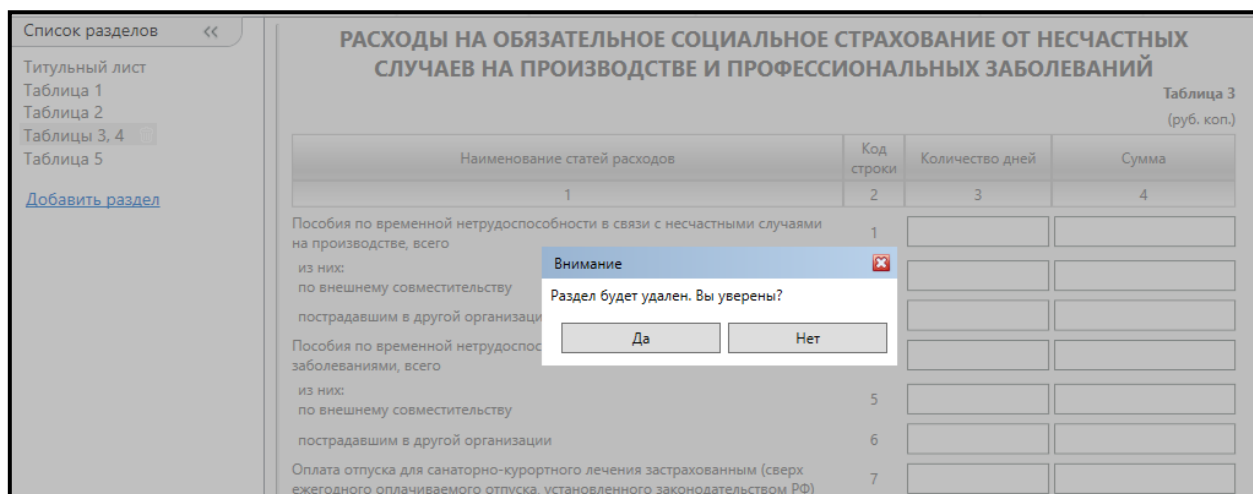 Список разделов <<
Титульный лист
Таблица 1
Таблица 2
Таблицы 3, 4
Таблица 5
Добавить раздел
РАСХОДЫ НА ОБЯЗАТЕЛЬНОЕ СОЦИАЛЬНОЕ СТРАХОВАНИЕ ОТ НЕСЧАСТНЫХ
СЛУЧАЕВ НА ПРОИЗВОДСТВЕ И ПРОФЕССИОНАЛЬНЫХ ЗАБОЛЕВАНИЙ
Таблица 3
(руб. коп.)
Наименование статей расходов
Код
строки
Количество дней
Сумма
1 2 3 4
Пособия по временной нетрудоспособности в связи с несчастными случаями
на производстве, всего
1
из них:
по внешнему совместительству
пострадавшим в другой организаци
Пособия по временной нетрудоспос
заболеваниями, всего
Внимание
Раздел будет удален. Вы уверены?
Да Нет
из них:
по внешнему совместительству 5
пострадавшим в другой организации 6
Оплата отпуска для санаторно-курортного лечения застрахованным (сверх
ежегодного оплачиваемого отпуска, установленного законодательством РФ)
7